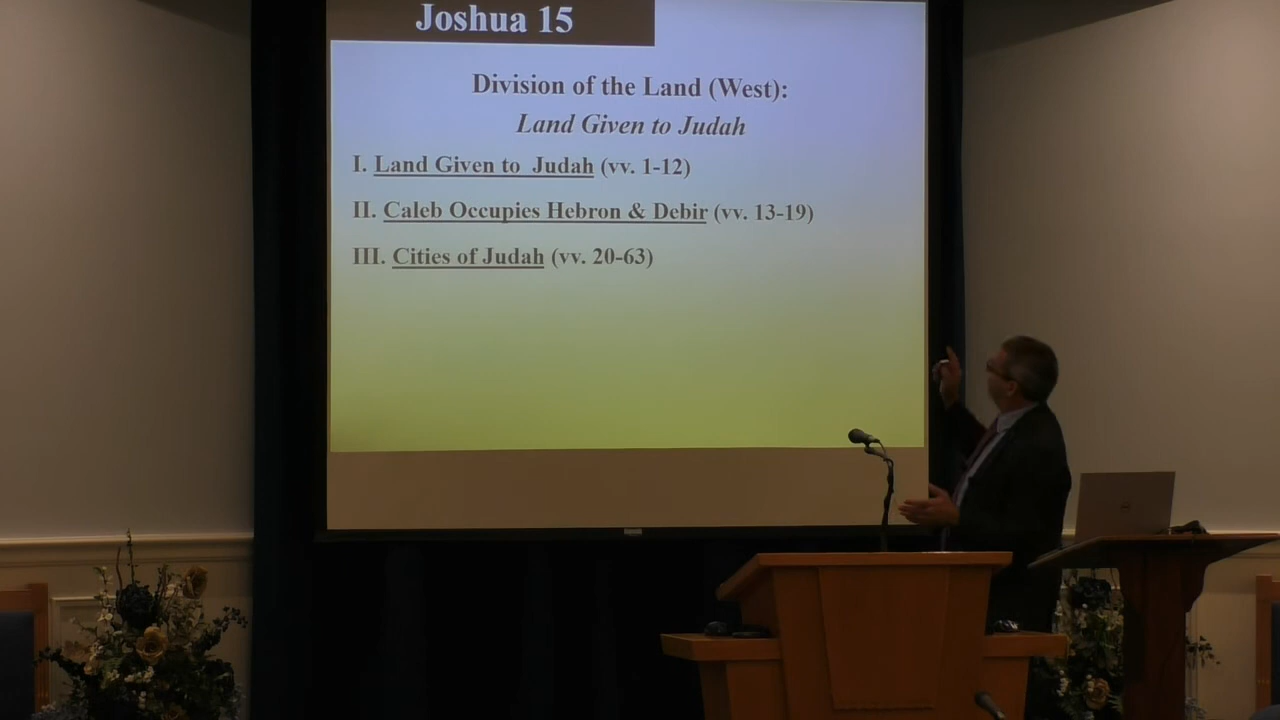 Joshua 15
Division of the Land (West):
Land Given to Judah
I. Land Given to Judah (vv. 1-12)
II. Caleb Occupies Hebron & Debir (vv. 13-19)
III. Cities of Judah (vv. 20-63)